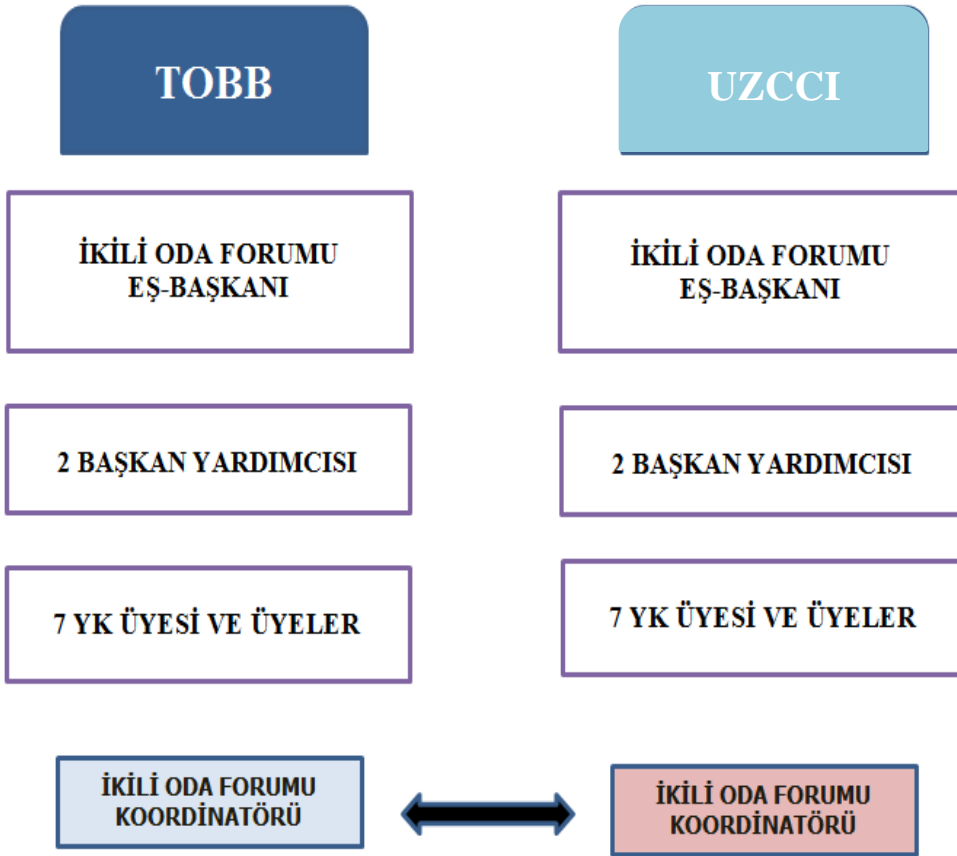 TOBB
UZCCI
İKİLİ ODA FORUMU
EŞ-BAŞKANI
İKİLİ ODA FORUMU
EŞ-BAŞKANI
2 BAŞKAN YARDIMCISI
2 BAŞKAN YARDIMCISI
7 YK ÜYESİ VE ÜYELER
7 YK ÜYESİ VE ÜYELER
İKİLİ ODA FORUMU
KOORDİNATÖRÜ
İKİLİ ODA FORUMU
KOORDİNATÖRÜ